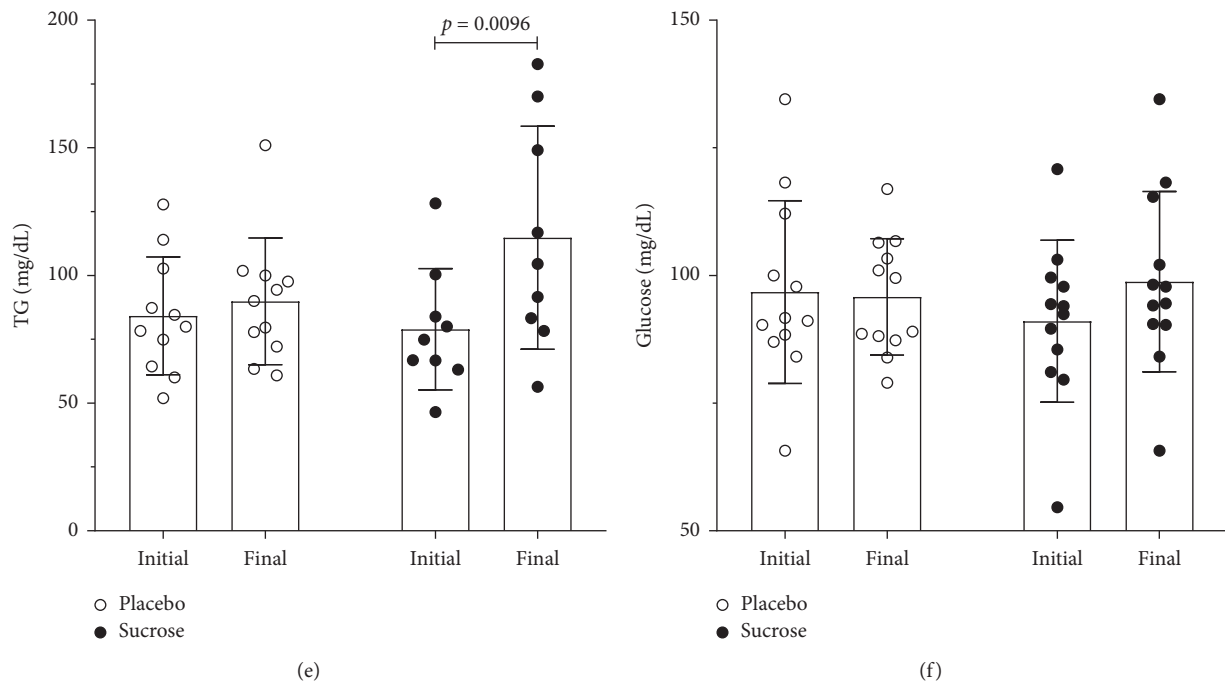 200
150
100
50
0
TG (mg/dL)
p = 0.0096
Initial
Final
Initial
Final
Placebo
Sucrose
(e)
150
100
50
Glucose (mg/dL)
Initial
Final
Initial
Final
Placebo
Sucrose
(f)